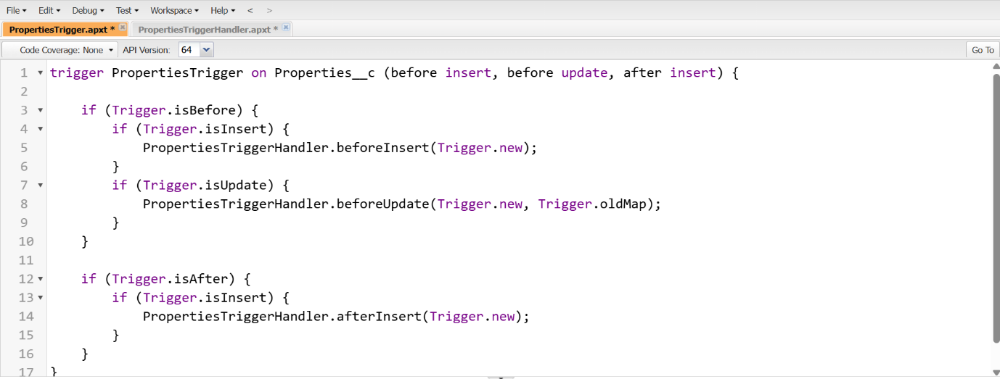 File Edit Debug Test Workspace Help < >
PropertiesTrigger.apxt * PropertiesTriggerHandler.apxt *
Code Coverage: None API Version: 64 Go To
1 trigger PropertiesTrigger on Properties__c (before insert, before update, after insert) {
2
3 if (Trigger.isBefore) {
4 if (Trigger.isInsert) {
5 PropertiesTriggerHandler.beforeInsert(Trigger.new);
6 }
7 if (Trigger.isUpdate) {
8 PropertiesTriggerHandler.beforeUpdate(Trigger.new, Trigger.oldMap);
9 }
10 }
11
12 if (Trigger.isAfter) {
13 if (Trigger.isInsert) {
14 PropertiesTriggerHandler.afterInsert(Trigger.new);
15 }
16 }
17 }